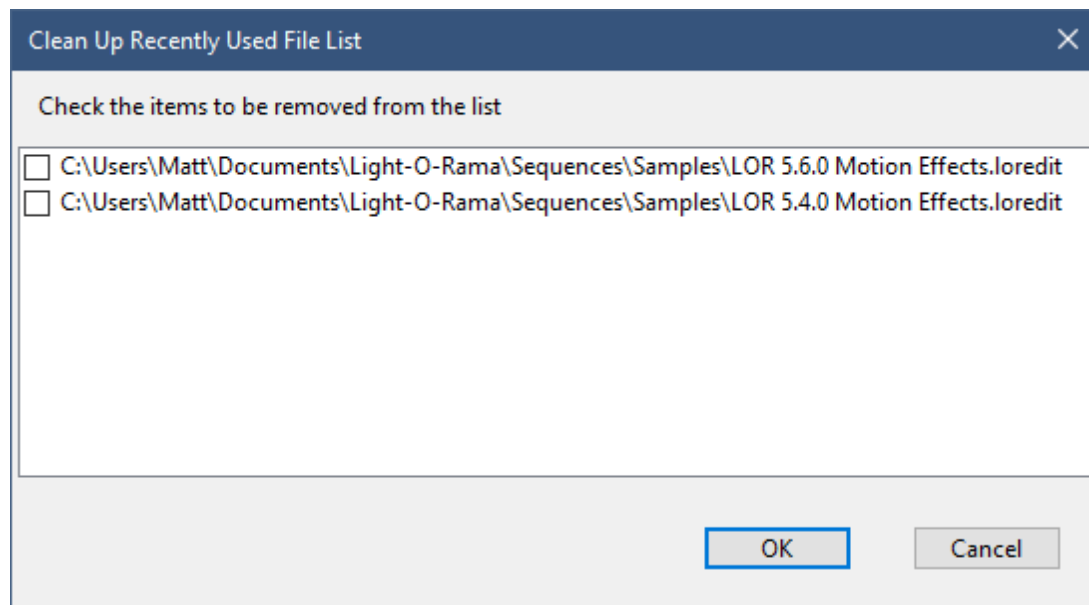 Clean Up Recently Used File List
Check the items to be removed from the list
C:\Users\Matt\Documents\Light-O-Rama\Sequences\Samples\LOR 5.6.0 Motion Effects.loredit
C:\Users\Matt\Documents\Light-O-Rama\Sequences\Samples\LOR 5.4.0 Motion Effects.loredit
OK Cancel